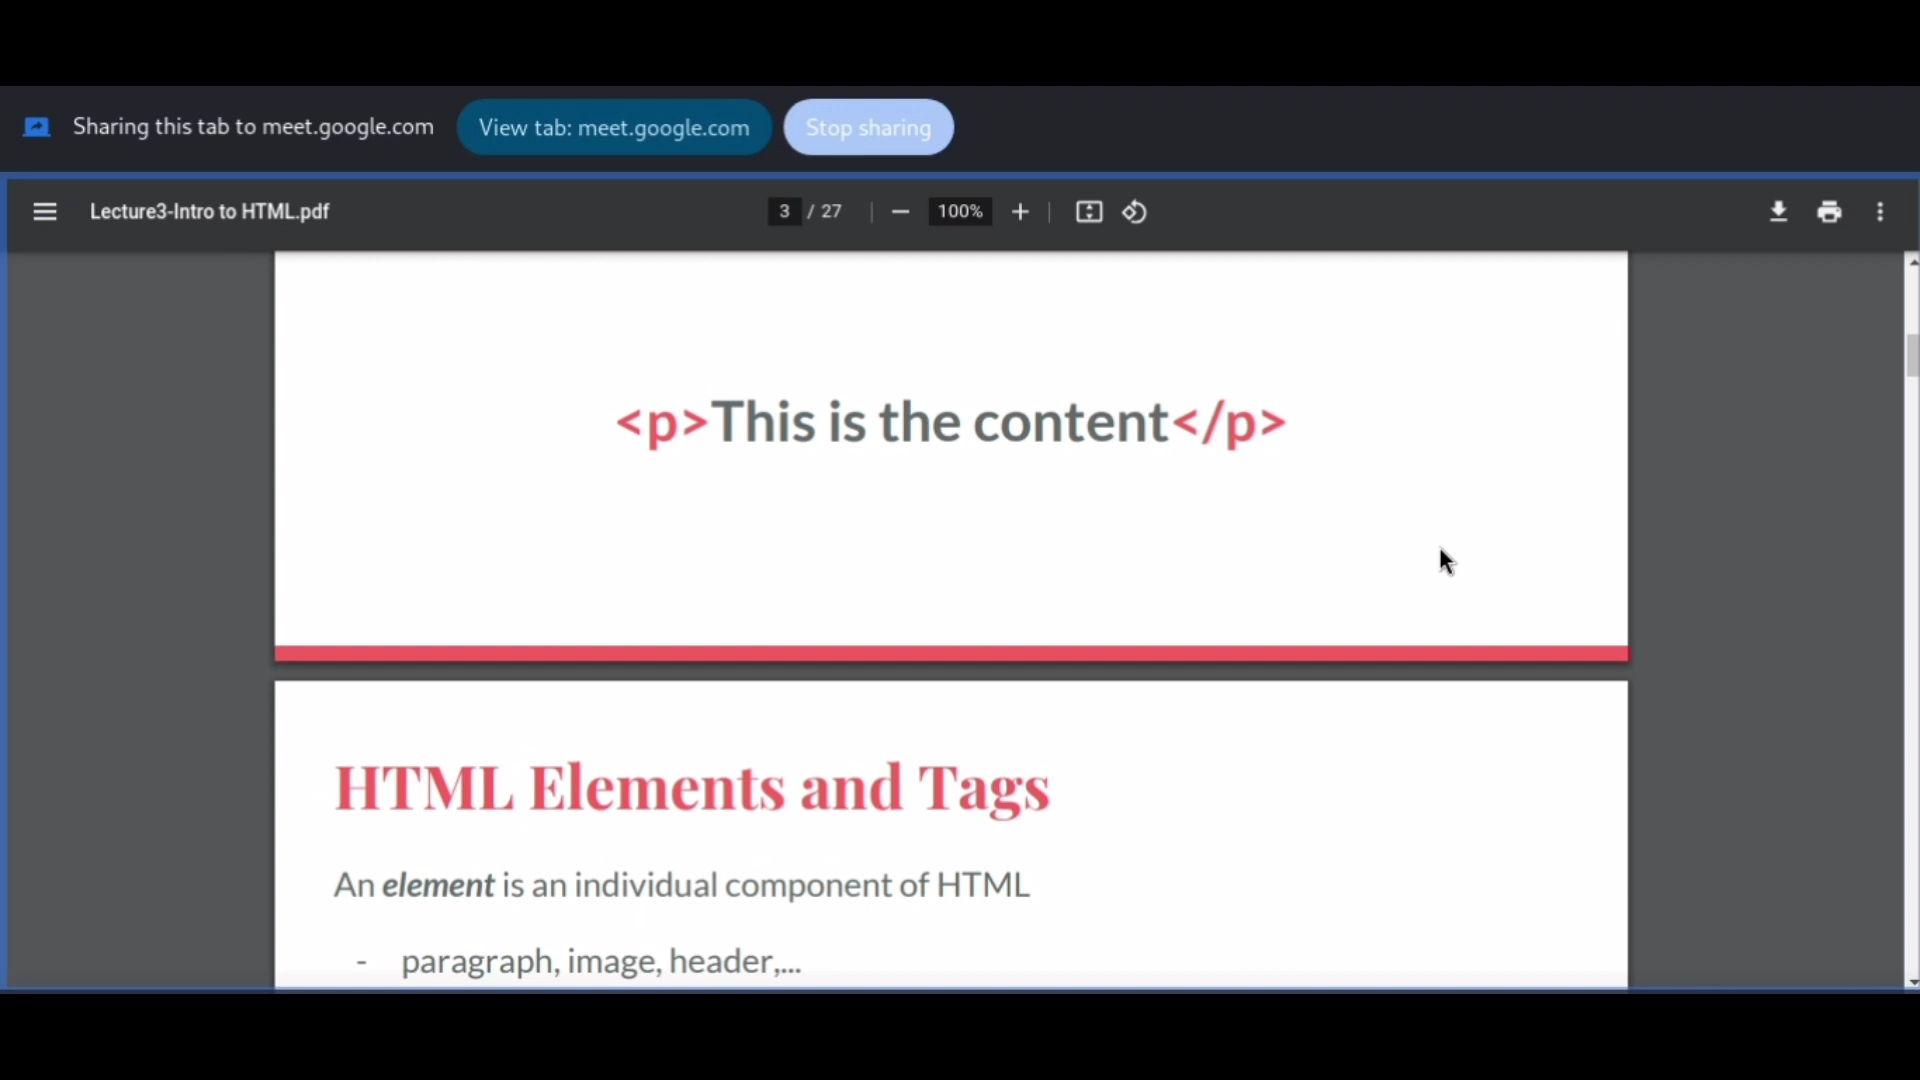 Sharing this tab to meet.google.com View tab: meet.google.com Stop sharing
Lecture3-Intro to HTML.pdf 3 / 27 100%
<p>This is the content</p>
HTML Elements and Tags
An element is an individual component of HTML
- paragraph, image, header,...